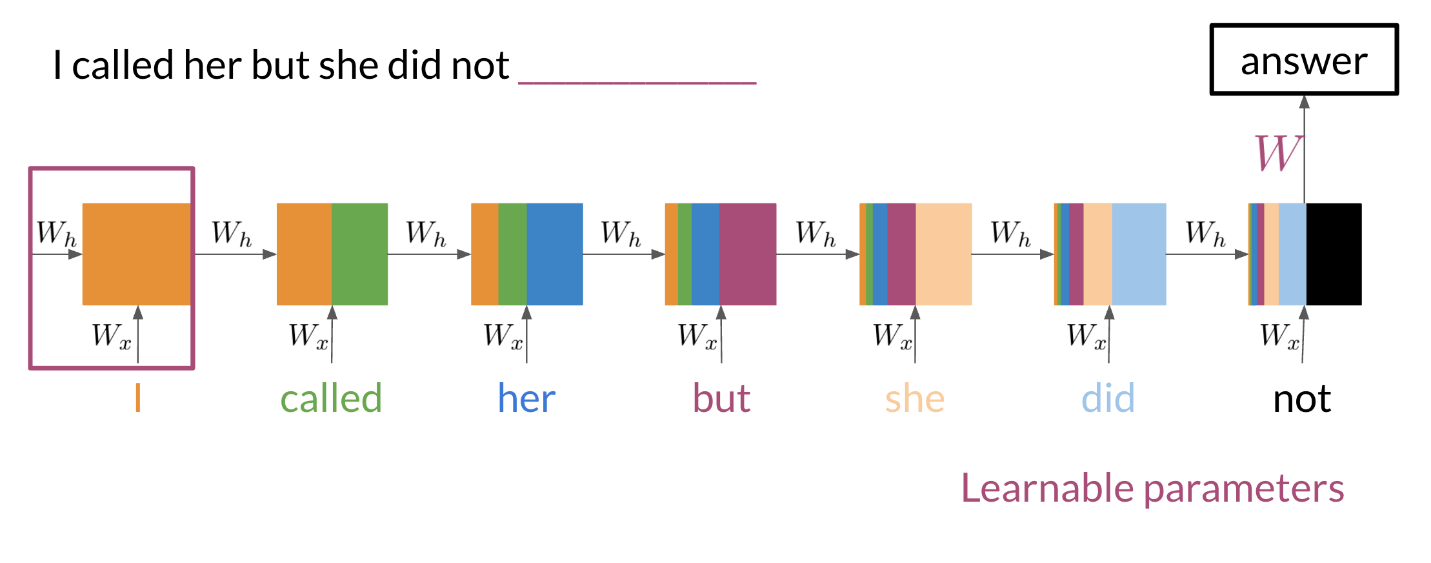 I called her but she did not ____________
answer
W
W_h W_h W_h W_h W_h W_h W_h
W_x W_x W_x W_x W_x W_x W_x
I called her but she did not
Learnable parameters